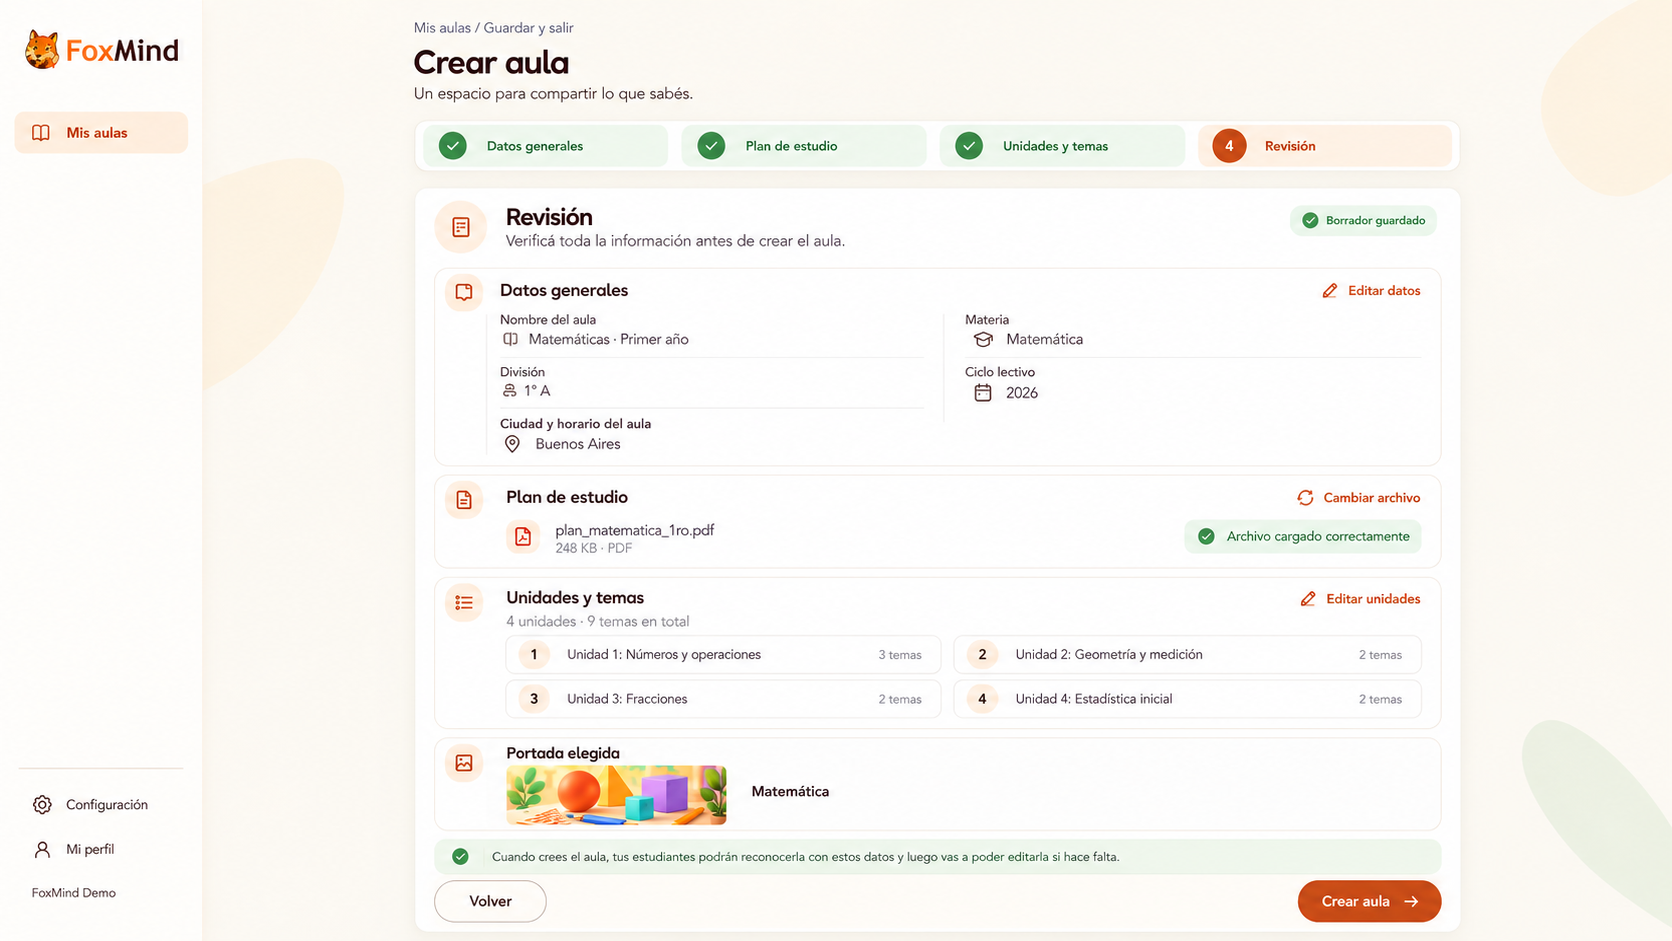 FoxMind
Mis aulas
Configuración
Mi perfil
FoxMind Demo
Mis aulas / Guardar y salir
Crear aula
Un espacio para compartir lo que sabés.
Datos generales
Plan de estudio
Unidades y temas
4 Revisión
Revisión
Verificá toda la información antes de crear el aula.
Borrador guardado
Datos generales
Editar datos
Nombre del aula
Matemáticas · Primer año
Materia
Matemática
División
1° A
Ciclo lectivo
2026
Ciudad y horario del aula
Buenos Aires
Plan de estudio
Cambiar archivo
plan_matematica_1ro.pdf
248 KB · PDF
Archivo cargado correctamente
Unidades y temas
Editar unidades
4 unidades · 9 temas en total
1 Unidad 1: Números y operaciones 3 temas
2 Unidad 2: Geometría y medición 2 temas
3 Unidad 3: Fracciones 2 temas
4 Unidad 4: Estadística inicial 2 temas
Portada elegida
Matemática
Cuando crees el aula, tus estudiantes podrán reconocerla con estos datos y luego vas a poder editarla si hace falta.
Volver
Crear aula